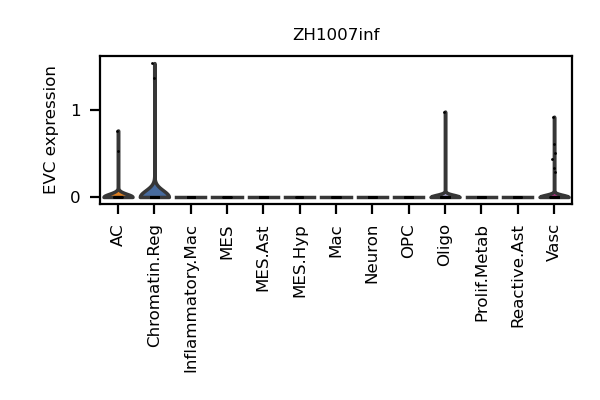 ZH1007inf
EVC expression
1
0
AC
Chromatin.Reg
Inflammatory.Mac
MES
MES.Ast
MES.Hyp
Mac
Neuron
OPC
Oligo
Prolif.Metab
Reactive.Ast
Vasc